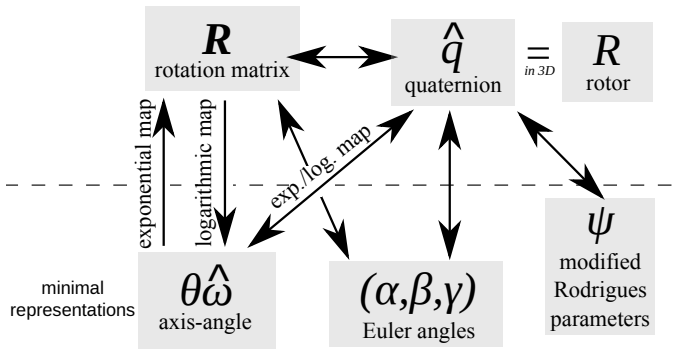 R
rotation matrix
q̂
quaternion
=
in 3D
R
rotor
exponential map
logarithmic map
exp./log. map
minimal
representations
θω̂
axis-angle
(α,β,γ)
Euler angles
ψ
modified
Rodrigues
parameters